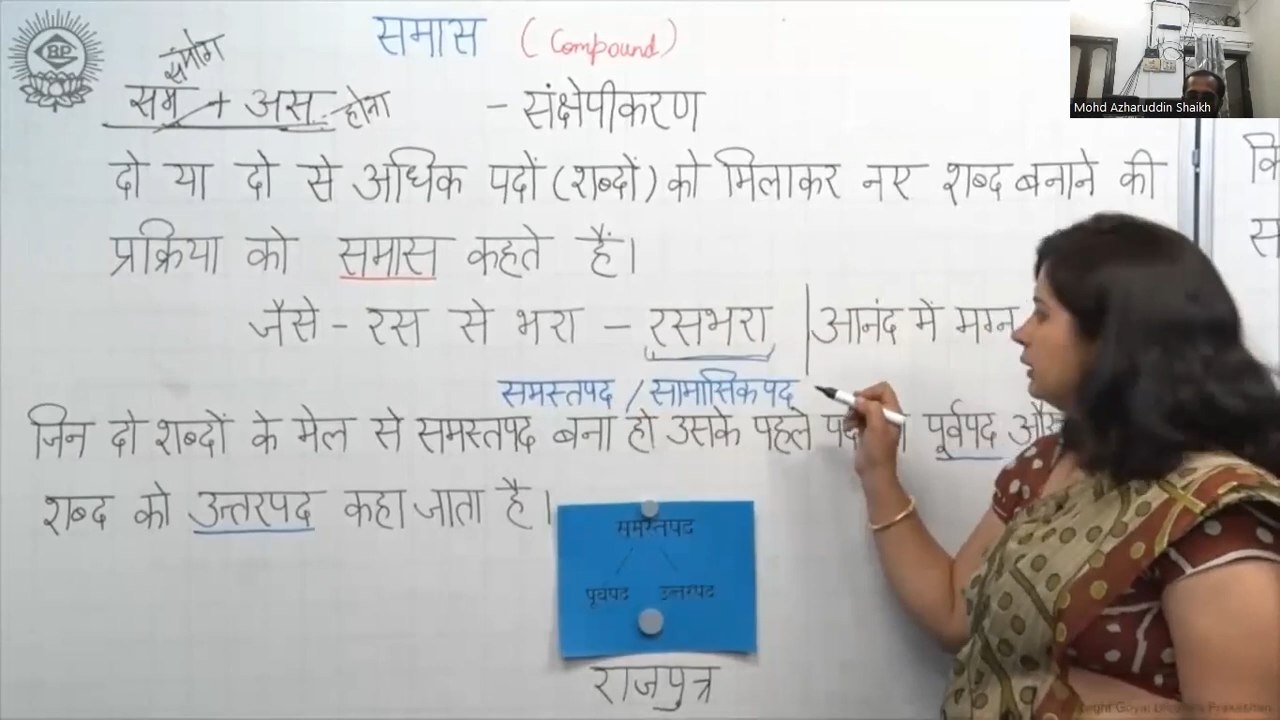 समास (Compound)
BP
संयोग
सम् + अस होना - संक्षेपीकरण
Mohd Azharuddin Shaikh
दो या दो से अधिक पदों (शब्दों) को मिलाकर नए शब्द बनाने की
प्रक्रिया को समास कहते हैं।
जैसे - रस से भरा - रसभरा | आनंद में मग्न
समस्तपद / सामासिकपद
जिन दो शब्दों के मेल से समस्तपद बना हो उसके पहले पूर्वपद
शब्द को उत्तरपद कहा जाता है।
समस्तपद
पूर्वपद उत्तरपद
राजपुत्र